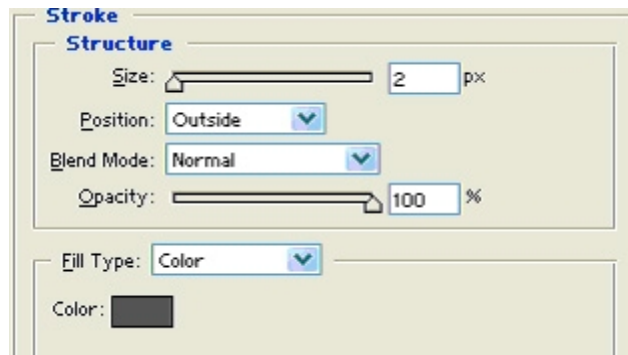 Stroke
Structure
Size: 2 px
Position: Outside
Blend Mode: Normal
Opacity: 100 %
Fill Type: Color
Color: